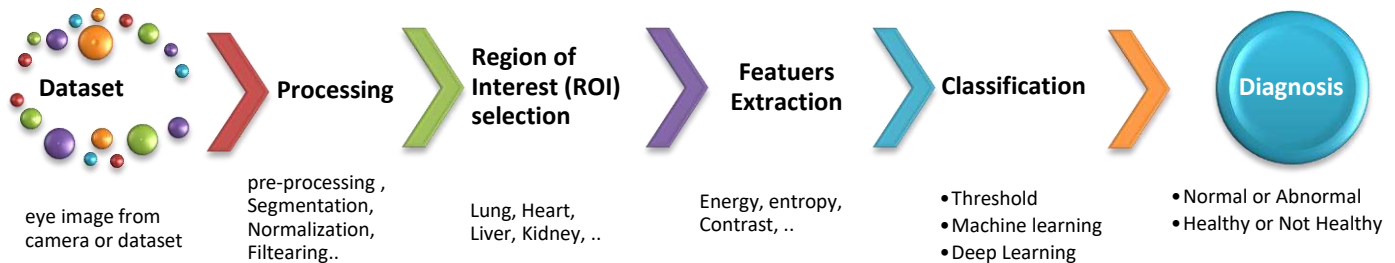 Dataset
eye image from
camera or dataset
Processing
pre-processing ,
Segmentation,
Normalization,
Filtearing..
Region of
Interest (ROI)
selection
Lung, Heart,
Liver, Kidney, ..
Featuers
Extraction
Energy, entropy,
Contrast, ..
Classification
•Threshold
•Machine learning
•Deep Learning
Diagnosis
•Normal or Abnormal
•Healthy or Not Healthy